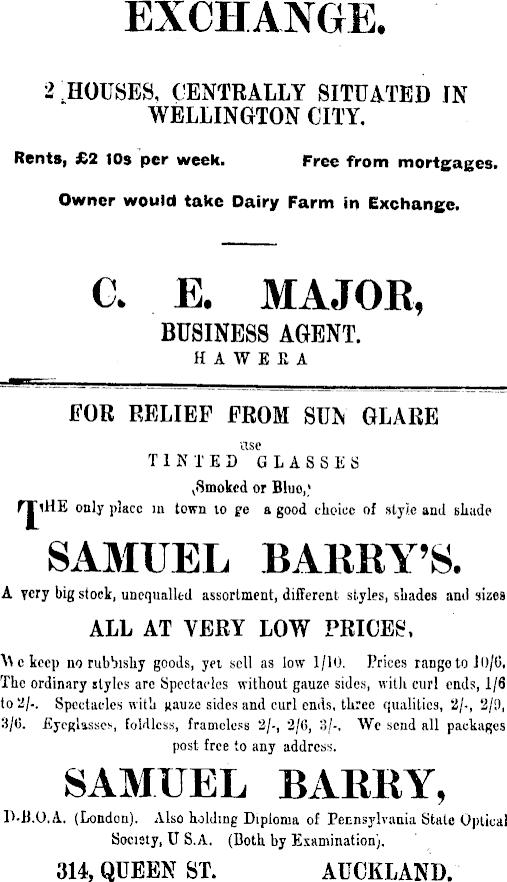 EXCHANGE.
2 HOUSES, CENTRALLY SITUATED IN
WELLINGTON CITY.
Rents, £2 10s per week. Free from mortgages.
Owner would take Dairy Farm in Exchange.
C. E. MAJOR,
BUSINESS AGENT.
HAWERA
FOR RELIEF FROM SUN GLARE
use
TINTED GLASSES
(Smoked or Blue,)
THE only place in town to ge a good choice of style and shade
SAMUEL BARRY'S.
A very big stock, unequalled assortment, different styles, shades and sizes
ALL AT VERY LOW PRICES,
We keep no rubbishy goods, yet sell as low 1/10. Prices range to 10/6.
The ordinary styles are Spectacles without gauze sides, with curl ends, 1/6
to 2/-. Spectacles with gauze sides and curl ends, three qualities, 2/-, 2/9,
3/6. Eyeglasses, foldless, frameless 2/-, 2/6, 3/-. We send all packages
post free to any address.
SAMUEL BARRY,
D.B.O.A. (London). Also holding Diploma of Pennsylvania State Optical
Society, U S.A. (Both by Examination).
314, QUEEN ST. AUCKLAND.